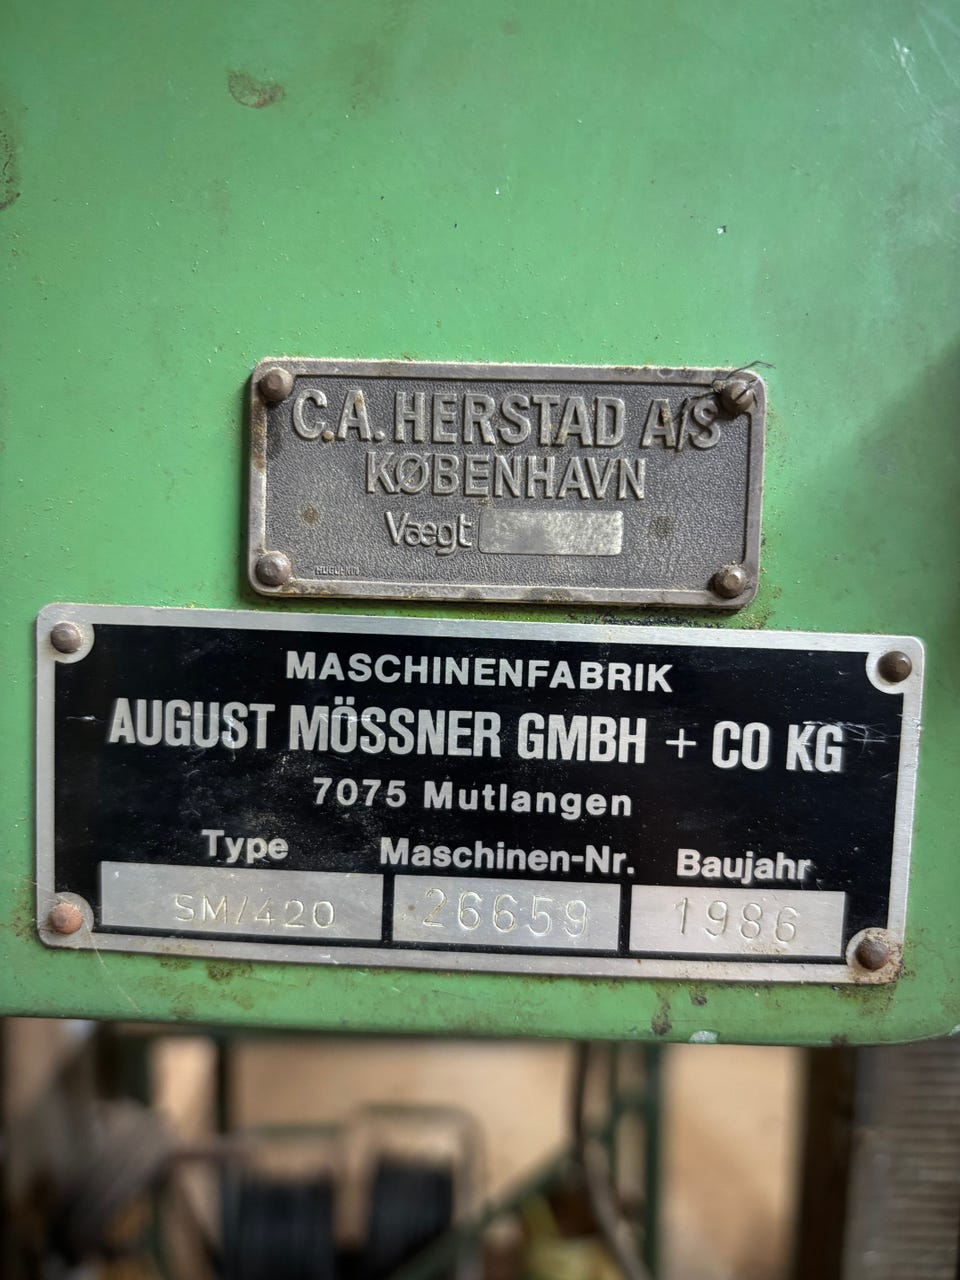 C.A. HERSTAD A/S
KØBENHAVN
Vægt
MASCHINENFABRIK
AUGUST MÖSSNER GMBH + CO KG
7075 Mutlangen
Type Maschinen-Nr. Baujahr
SM/420 26659 1986